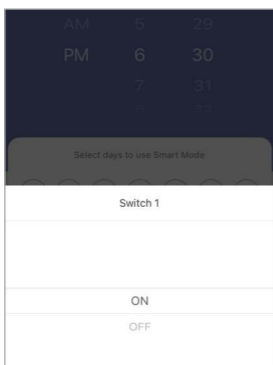 AM 5 29
PM 6 30
7 31
Select days to use Smart Mode
Switch 1
ON
OFF